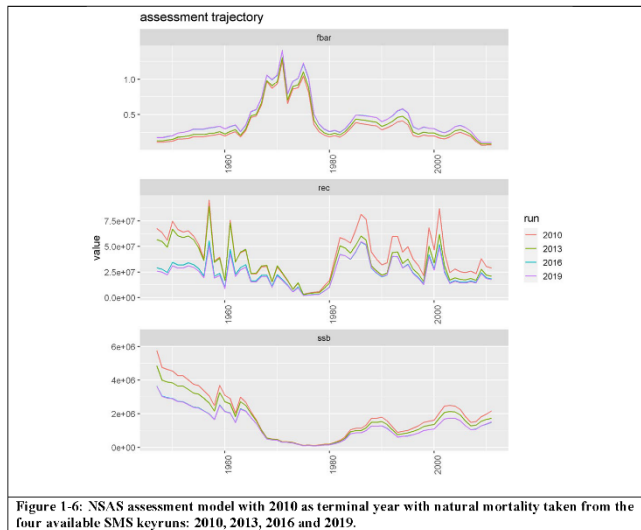 assessment trajectory
fbar
1.0
0.5
1960
1980
2000
rec
7.5e+07
5.0e+07
2.5e+07
0.0e+00
1960
1980
2000
value
run
2010
2013
2016
2019
ssb
6e+06
4e+06
2e+06
0e+00
1960
1980
2000
Figure 1-6: NSAS assessment model with 2010 as terminal year with natural mortality taken from the
four available SMS keyruns: 2010, 2013, 2016 and 2019.